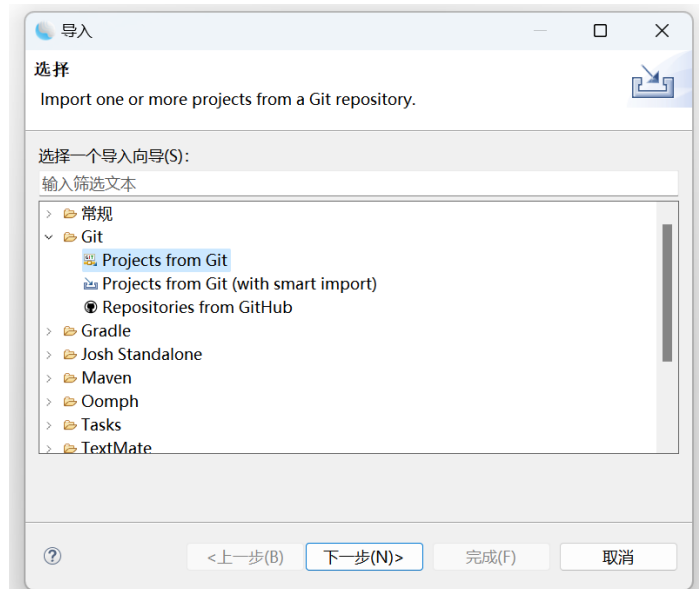 导入
选择
Import one or more projects from a Git repository.
选择一个导入向导(S):
输入筛选文本
常规
Git
Projects from Git
Projects from Git (with smart import)
Repositories from GitHub
Gradle
Josh Standalone
Maven
Oomph
Tasks
TextMate
<上一步(B) 下一步(N)> 完成(F) 取消